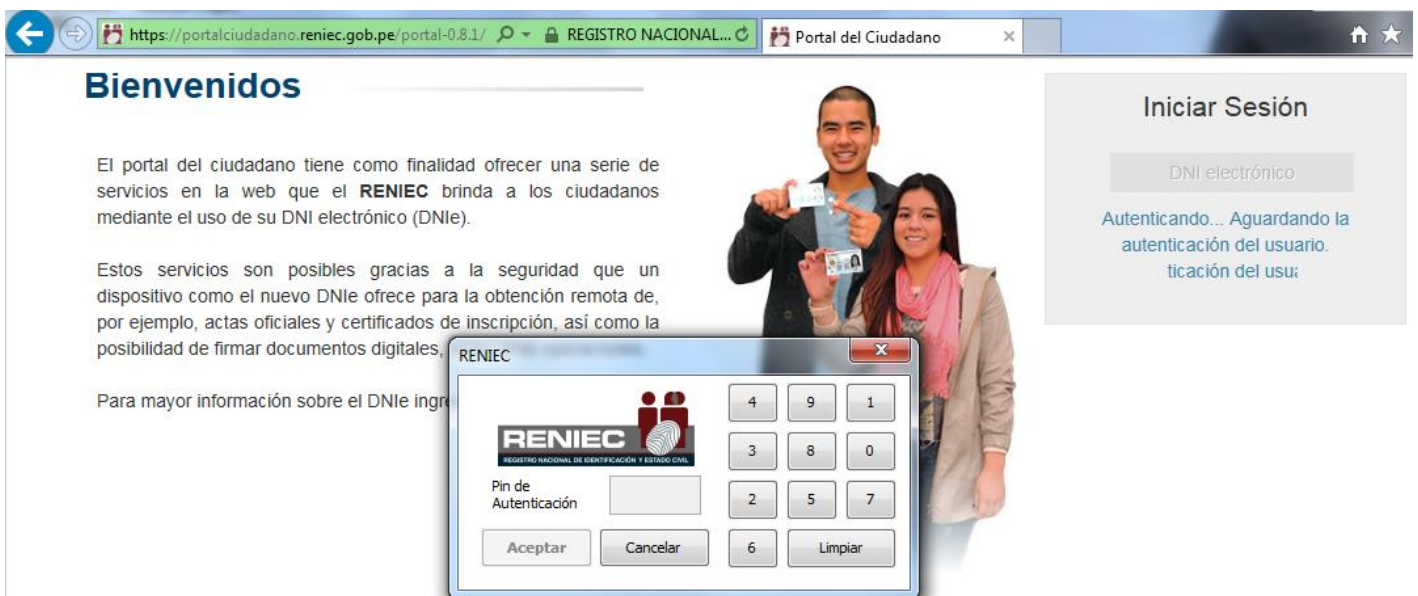 https://portalciudadano.reniec.gob.pe/portal-0.8.1/
REGISTRO NACIONAL...
Portal del Ciudadano
Bienvenidos
El portal del ciudadano tiene como finalidad ofrecer una serie de
servicios en la web que el RENIEC brinda a los ciudadanos
mediante el uso de su DNI electrónico (DNIe).
Estos servicios son posibles gracias a la seguridad que un
dispositivo como el nuevo DNIe ofrece para la obtención remota de,
por ejemplo, actas oficiales y certificados de inscripción, así como la
posibilidad de firmar documentos digitales,
Para mayor información sobre el DNIe ingre
Iniciar Sesión
DNI electrónico
Autenticando... Aguardando la
autenticación del usuario.
ticación del usu
RENIEC
RENIEC
REGISTRO NACIONAL DE IDENTIFICACIÓN Y ESTADO CIVIL
Pin de
Autenticación
Aceptar
Cancelar
4 9 1
3 8 0
2 5 7
6 Limpiar